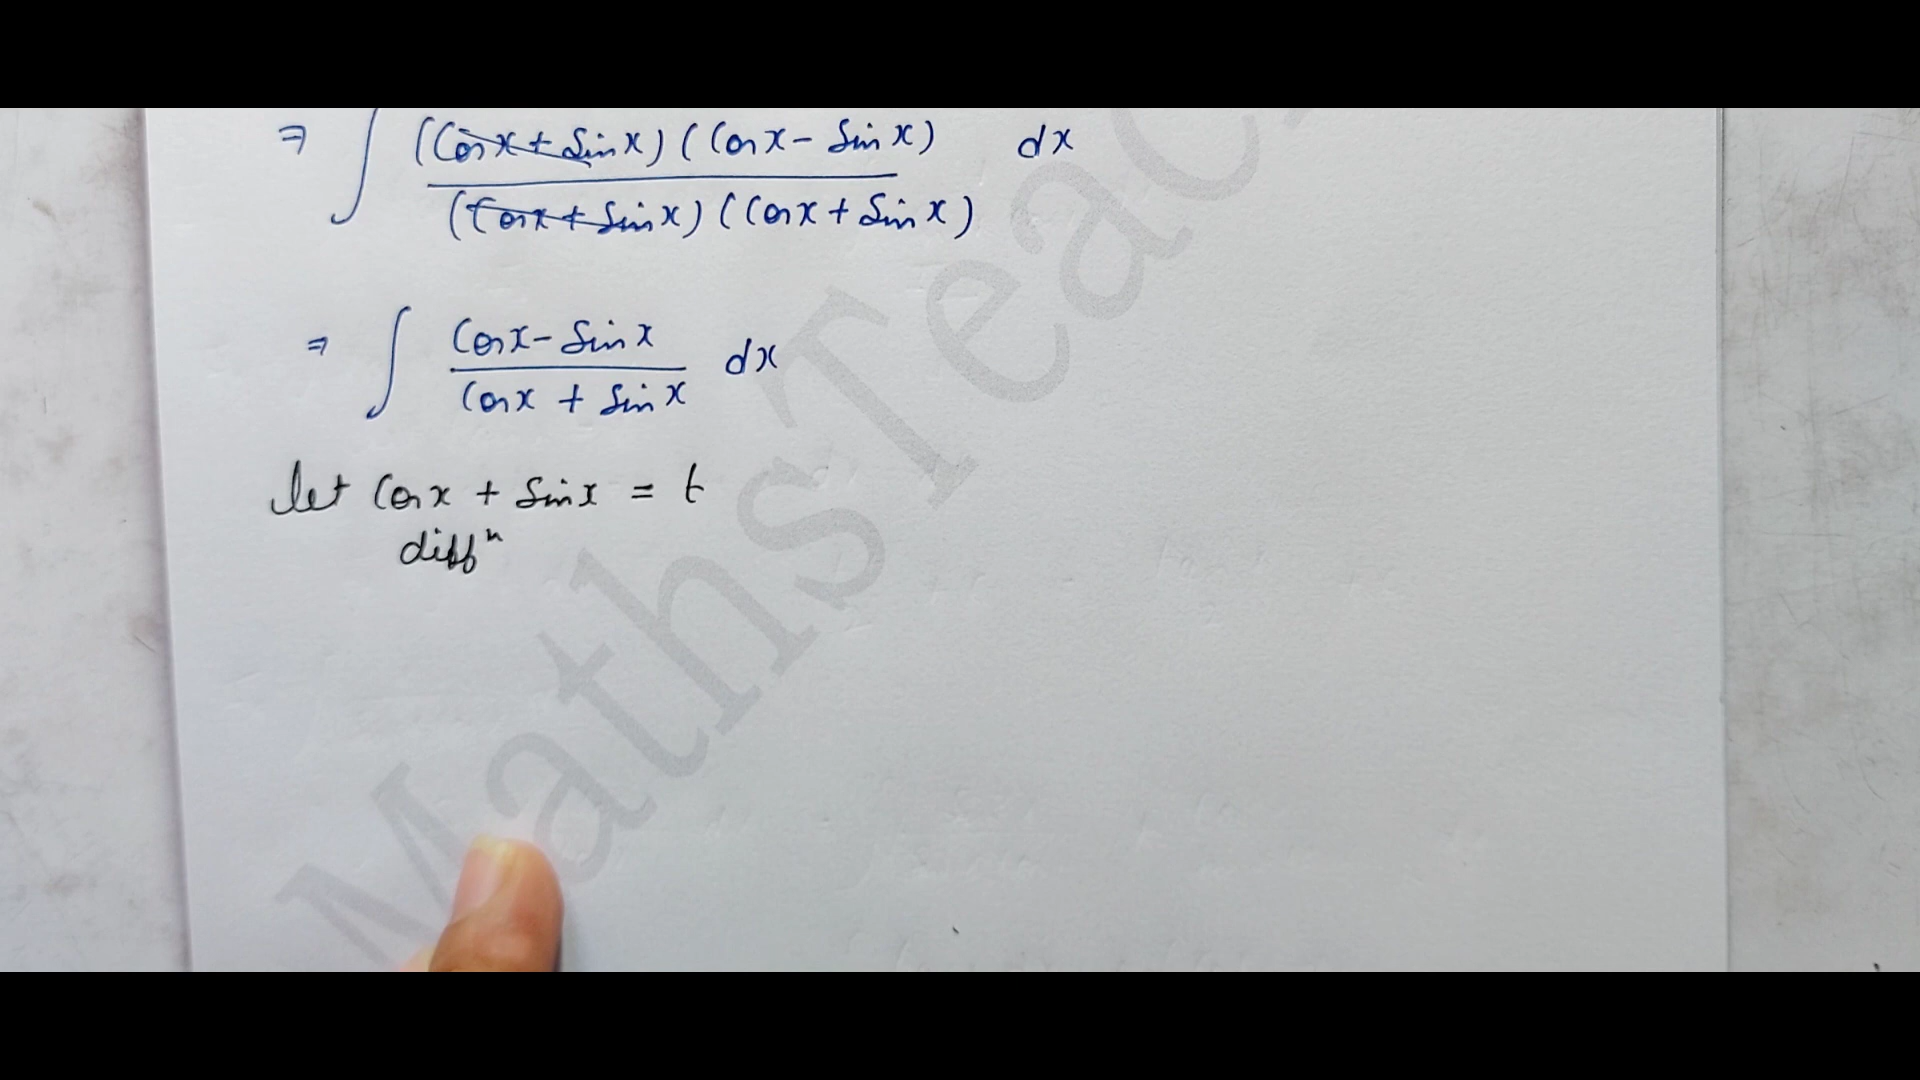 ⇒ ∫ (Cos x + Sin x) (Cos x - Sin x) dx
(Cos x + Sin x) (Cos x + Sin x)
⇒ ∫ Cos x - Sin x dx
Cos x + Sin x
let Cos x + Sin x = t
diffⁿ
MathsTeac